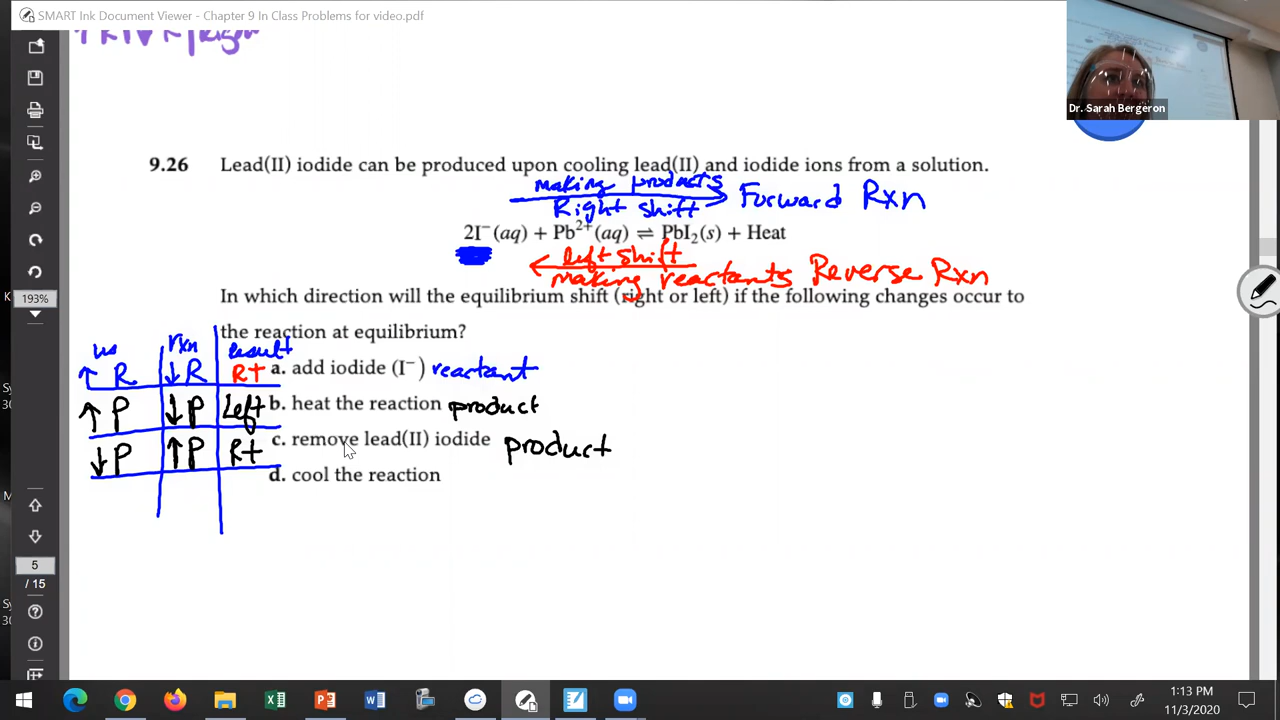 SMART Ink Document Viewer - Chapter 9 In Class Problems for video.pdf
Dr. Sarah Bergeron
9.26 Lead(II) iodide can be produced upon cooling lead(II) and iodide ions from a solution.
making products
Right shift
Forward Rxn
2I⁻(aq) + Pb²⁺(aq) ⇌ PbI₂(s) + Heat
left shift
making reactants Reverse Rxn
In which direction will the equilibrium shift (right or left) if the following changes occur to
the reaction at equilibrium?
us rxn result
↑ R ↓ R Rt
a. add iodide (I⁻) reactant
↑ P ↓ P Left
b. heat the reaction product
↓ P ↑ P Rt
c. remove lead(II) iodide product
d. cool the reaction
193%
5
/ 15
1:13 PM
11/3/2020